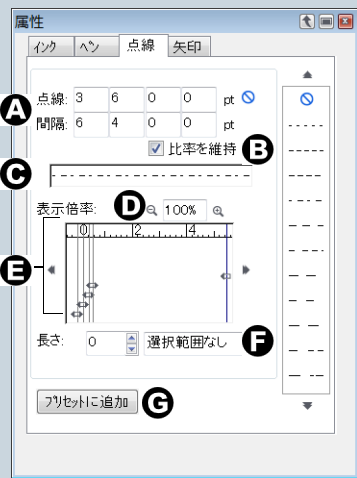 属性
インク ペン 点線 矢印
A 点線: 3 6 0 0 pt
間隔: 6 4 0 0 pt
比率を維持 B
C
表示倍率: D 100%
0 2 4
E
長さ: 0 選択範囲なし F
プリセットに追加 G